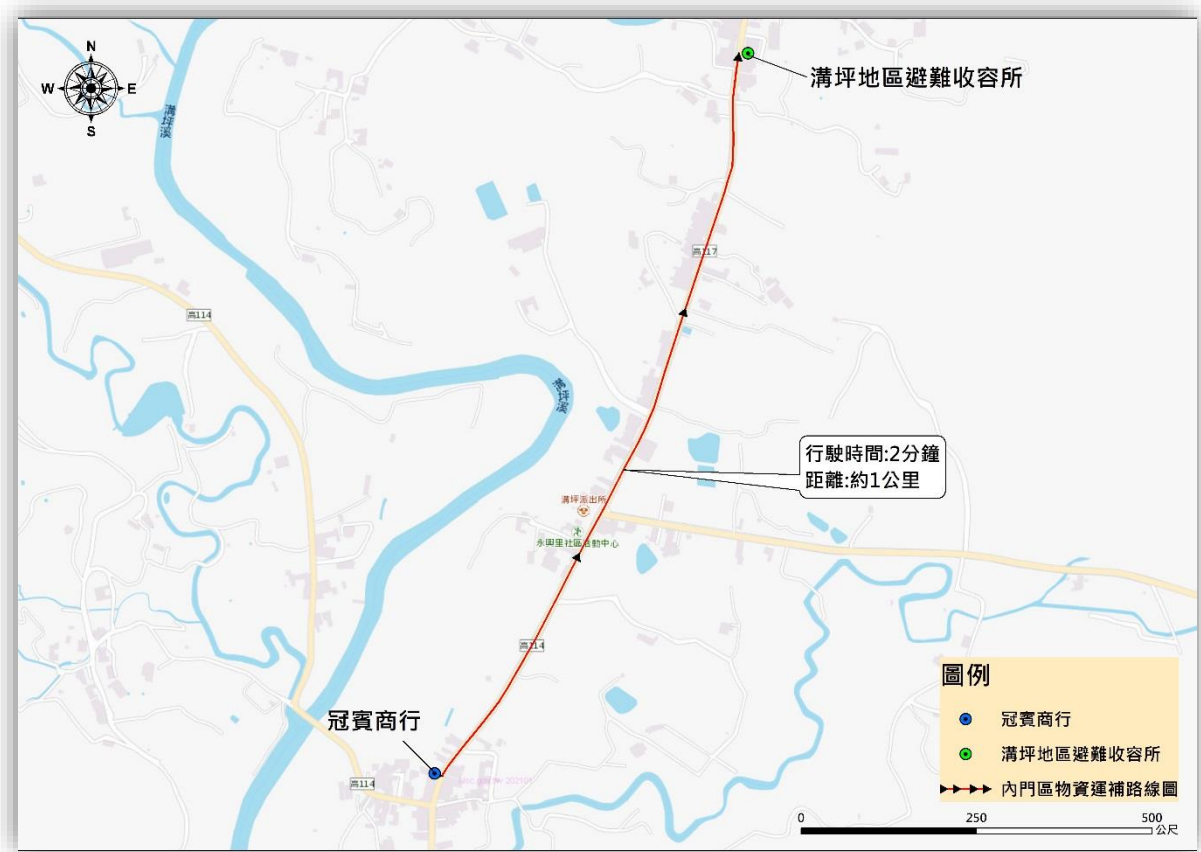 N
W
E
S
溝坪地區避難收容所
溝坪溪
高117
高114
溝坪溪
行駛時間:2分鐘
距離:約1公里
溝坪派出所
永興里社區活動中心
高114
圖例
冠賓商行
冠賓商行
溝坪地區避難收容所
高114
內門區物資運補路線圖
0
250
500
公尺